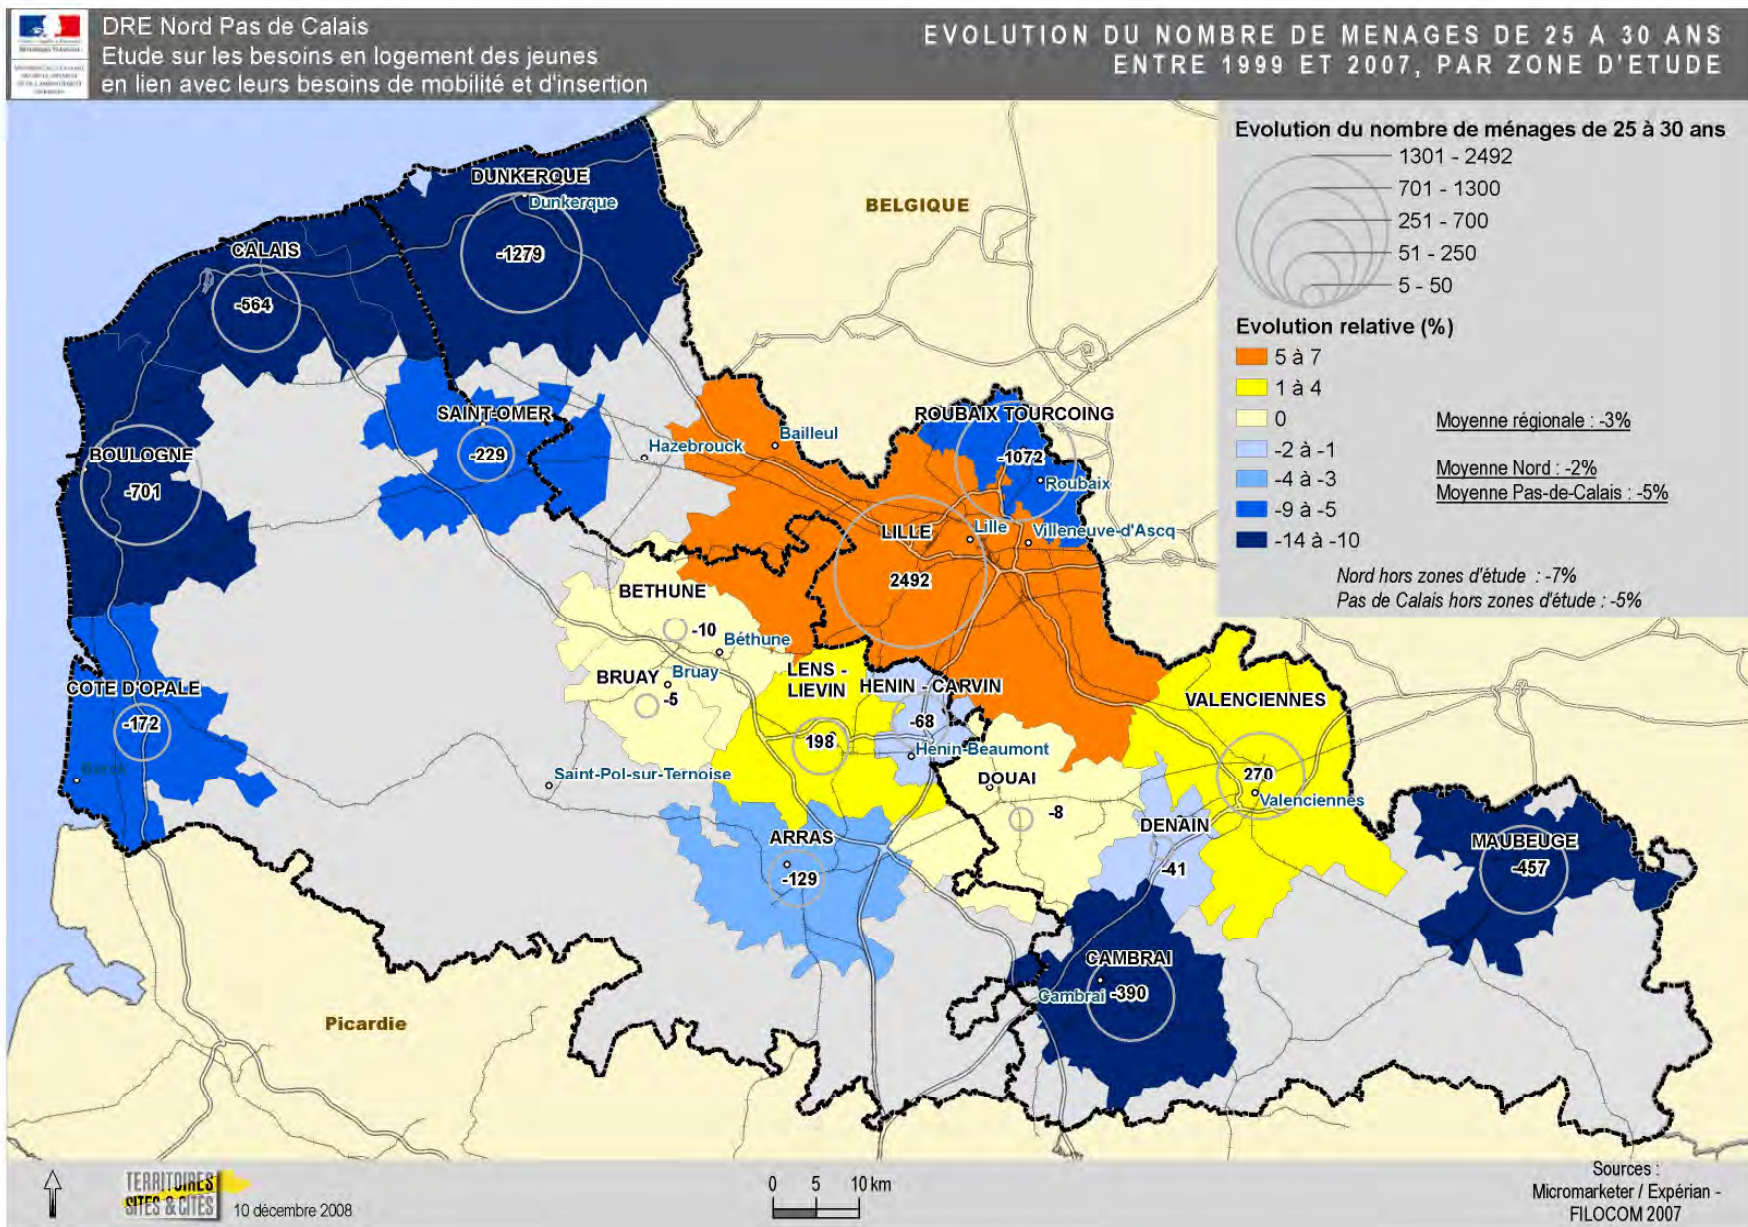 DRE Nord Pas de Calais
Etude sur les besoins en logement des jeunes
en lien avec leurs besoins de mobilité et d'insertion
EVOLUTION DU NOMBRE DE MENAGES DE 25 A 30 ANS
ENTRE 1999 ET 2007, PAR ZONE D'ETUDE
Evolution du nombre de ménages de 25 à 30 ans
1301 - 2492
701 - 1300
251 - 700
51 - 250
5 - 50
Evolution relative (%)
5 à 7
1 à 4
0
-2 à -1
-4 à -3
-9 à -5
-14 à -10
Moyenne régionale : -3%
Moyenne Nord : -2%
Moyenne Pas-de-Calais : -5%
Nord hors zones d'étude : -7%
Pas de Calais hors zones d'étude : -5%
DUNKERQUE
Dunkerque
-1279
BELGIQUE
CALAIS
-564
SAINT-OMER
-229
BOULOGNE
-701
Hazebrouck
Bailleul
ROUBAIX TOURCOING
-1072
Roubaix
LILLE
Lille
Villeneuve-d'Ascq
2492
BETHUNE
-10
Béthune
BRUAY
Bruay
-5
LENS -
LIEVIN
198
HENIN - CARVIN
-68
Hénin-Beaumont
COTE D'OPALE
-172
Berck
Saint-Pol-sur-Ternoise
DOUAI
-8
VALENCIENNES
270
Valenciennes
DENAIN
-41
ARRAS
-129
MAUBEUGE
-457
CAMBRAI
Cambrai
-390
Picardie
TERRITOIRES
SITES & CITÉS
10 décembre 2008
0 5 10 km
Sources :
Micromarketer / Expérian -
FILOCOM 2007